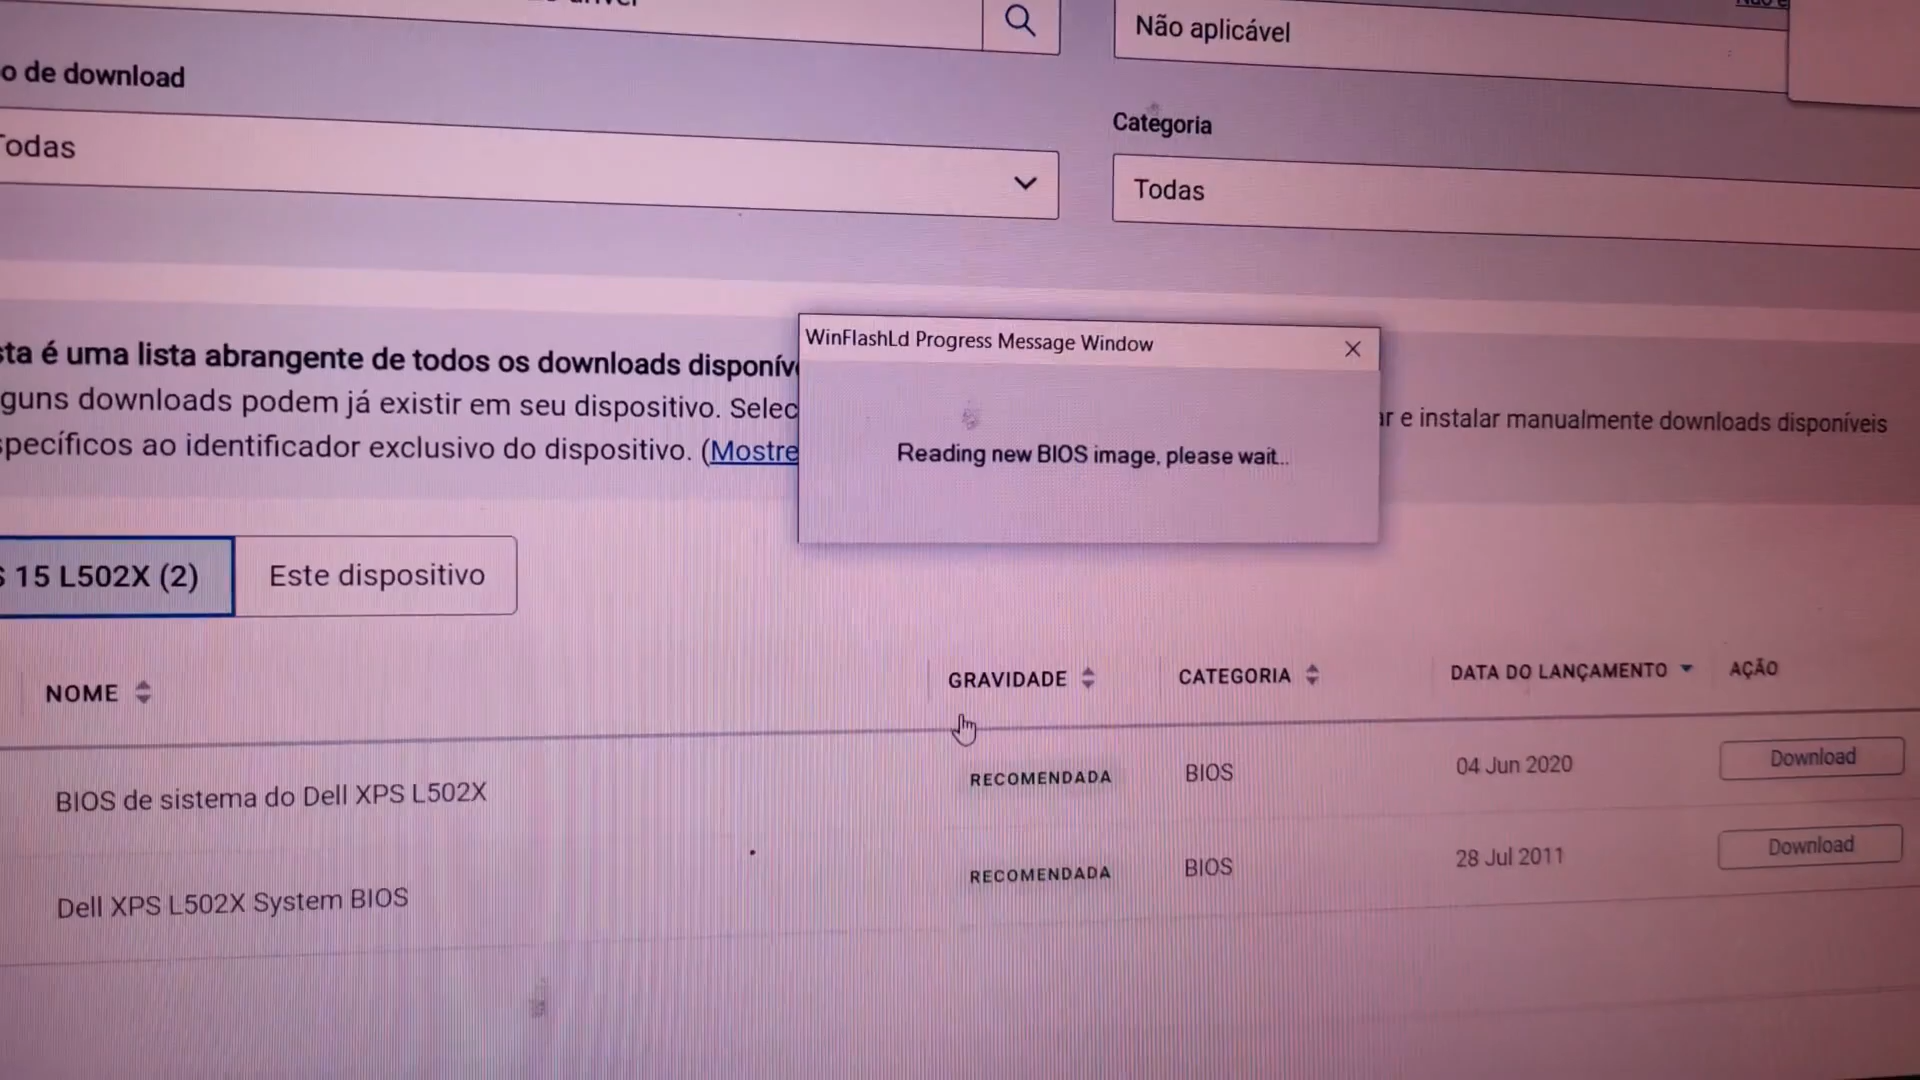 Não aplicável
o de download
Todas
Categoria
Todas
sta é uma lista abrangente de todos os downloads disponív
guns downloads podem já existir em seu dispositivo. Selec
ar e instalar manualmente downloads disponíveis
specíficos ao identificador exclusivo do dispositivo. (Mostre
WinFlashLd Progress Message Window
Reading new BIOS image, please wait...
S 15 L502X (2)
Este dispositivo
NOME
GRAVIDADE
CATEGORIA
DATA DO LANÇAMENTO
AÇÃO
BIOS de sistema do Dell XPS L502X
RECOMENDADA
BIOS
04 Jun 2020
Download
Dell XPS L502X System BIOS
RECOMENDADA
BIOS
28 Jul 2011
Download